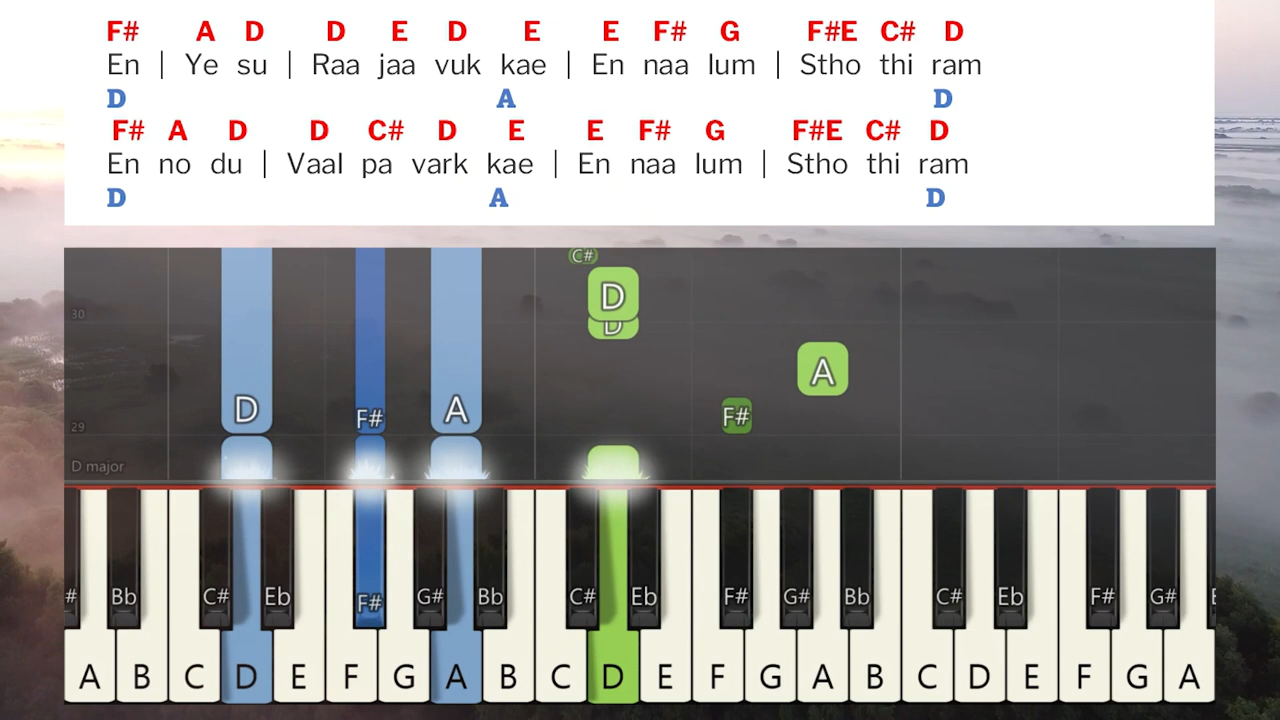 F# A D D E D E E F# G F#E C# D
En | Ye su | Raa jaa vuk kae | En naa lum | Stho thi ram
D A D
F# A D D C# D E E F# G F#E C# D
En no du | Vaal pa vark kae | En naa lum | Stho thi ram
D A D
C#
D
30
D
A
D F# A F#
29
D major
# Bb C# Eb F# G# Bb C# Eb F# G# Bb C# Eb F# G#
A B C D E F G A B C D E F G A B C D E F G A